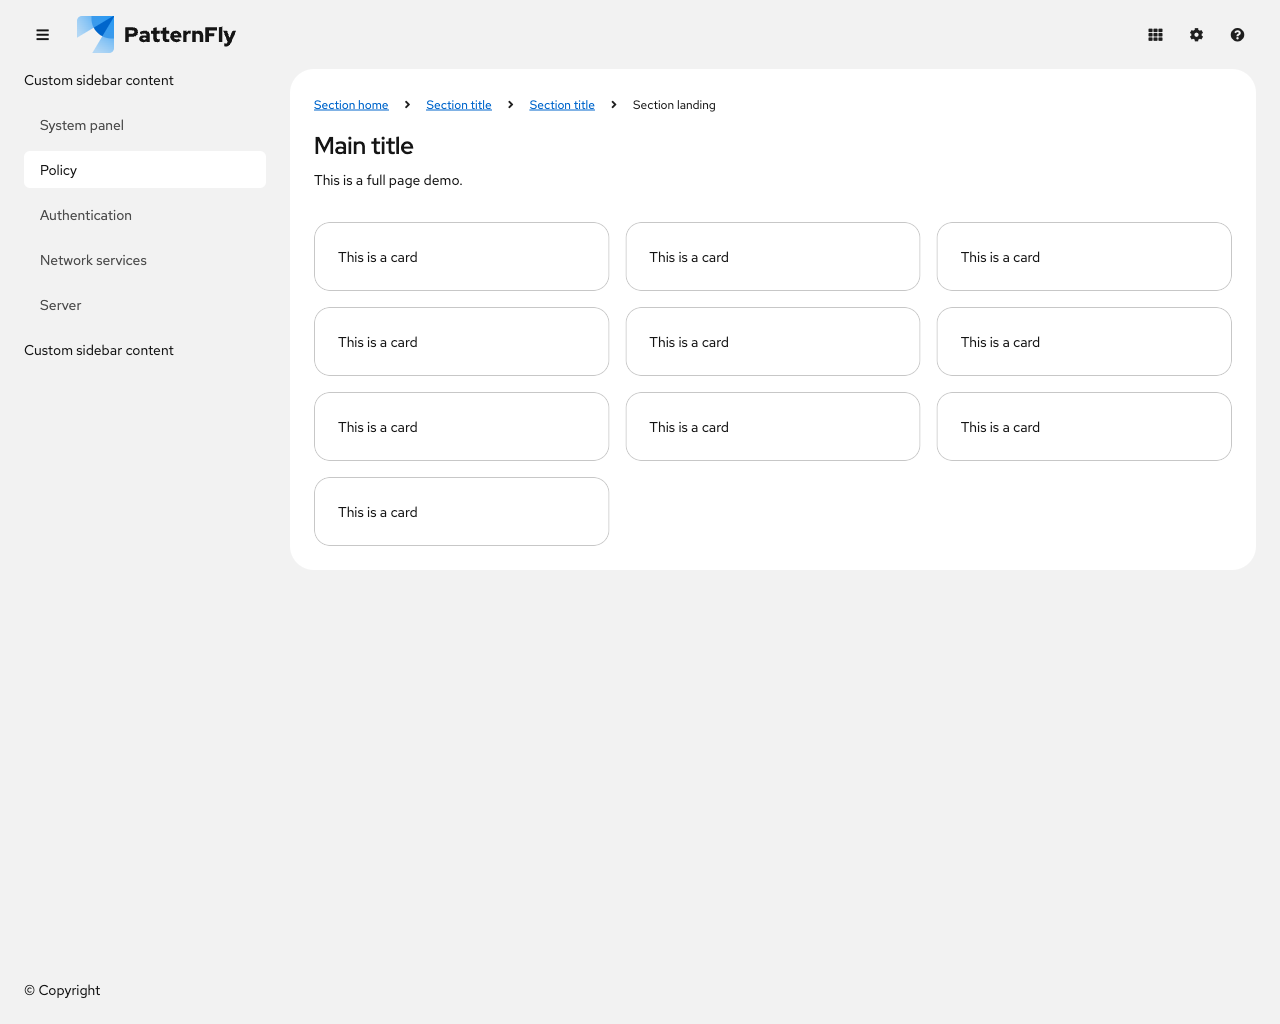 PatternFly
Custom sidebar content
System panel
Policy
Authentication
Network services
Server
Custom sidebar content
© Copyright
Section home Section title Section title Section landing
Main title
This is a full page demo.
This is a card This is a card This is a card
This is a card This is a card This is a card
This is a card This is a card This is a card
This is a card